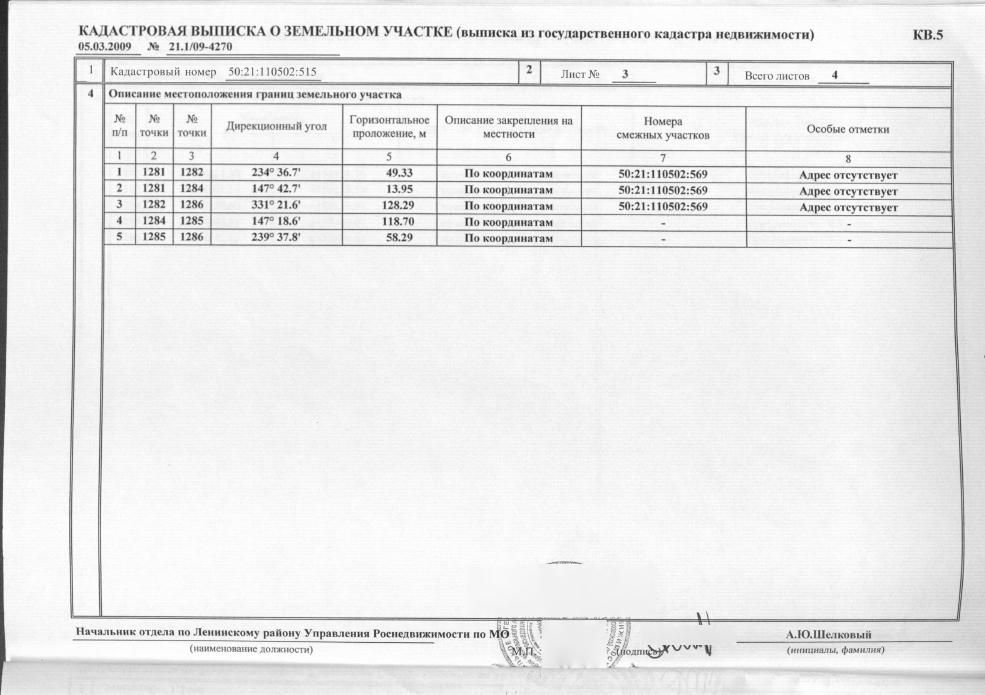 КАДАСТРОВАЯ ВЫПИСКА О ЗЕМЕЛЬНОМ УЧАСТКЕ (выписка из государственного кадастра недвижимости) КВ.5
05.03.2009 № 21.1/09-4270
1 Кадастровый номер 50:21:110502:515 2 Лист № 3 3 Всего листов 4
4 Описание местоположения границ земельного участка
№ п/п № точки № точки Дирекционный угол Горизонтальное проложение, м Описание закрепления на местности Номера смежных участков Особые отметки
1 2 3 4 5 6 7 8
1 1281 1282 234° 36.7' 49.33 По координатам 50:21:110502:569 Адрес отсутствует
2 1281 1284 147° 42.7' 13.95 По координатам 50:21:110502:569 Адрес отсутствует
3 1282 1286 331° 21.6' 128.29 По координатам 50:21:110502:569 Адрес отсутствует
4 1284 1285 147° 18.6' 118.70 По координатам - -
5 1285 1286 239° 37.8' 58.29 По координатам - -
Начальник отдела по Ленинскому району Управления Роснедвижимости по МО А.Ю.Шелковый
(наименование должности) М.П. (подпись) (инициалы, фамилия)